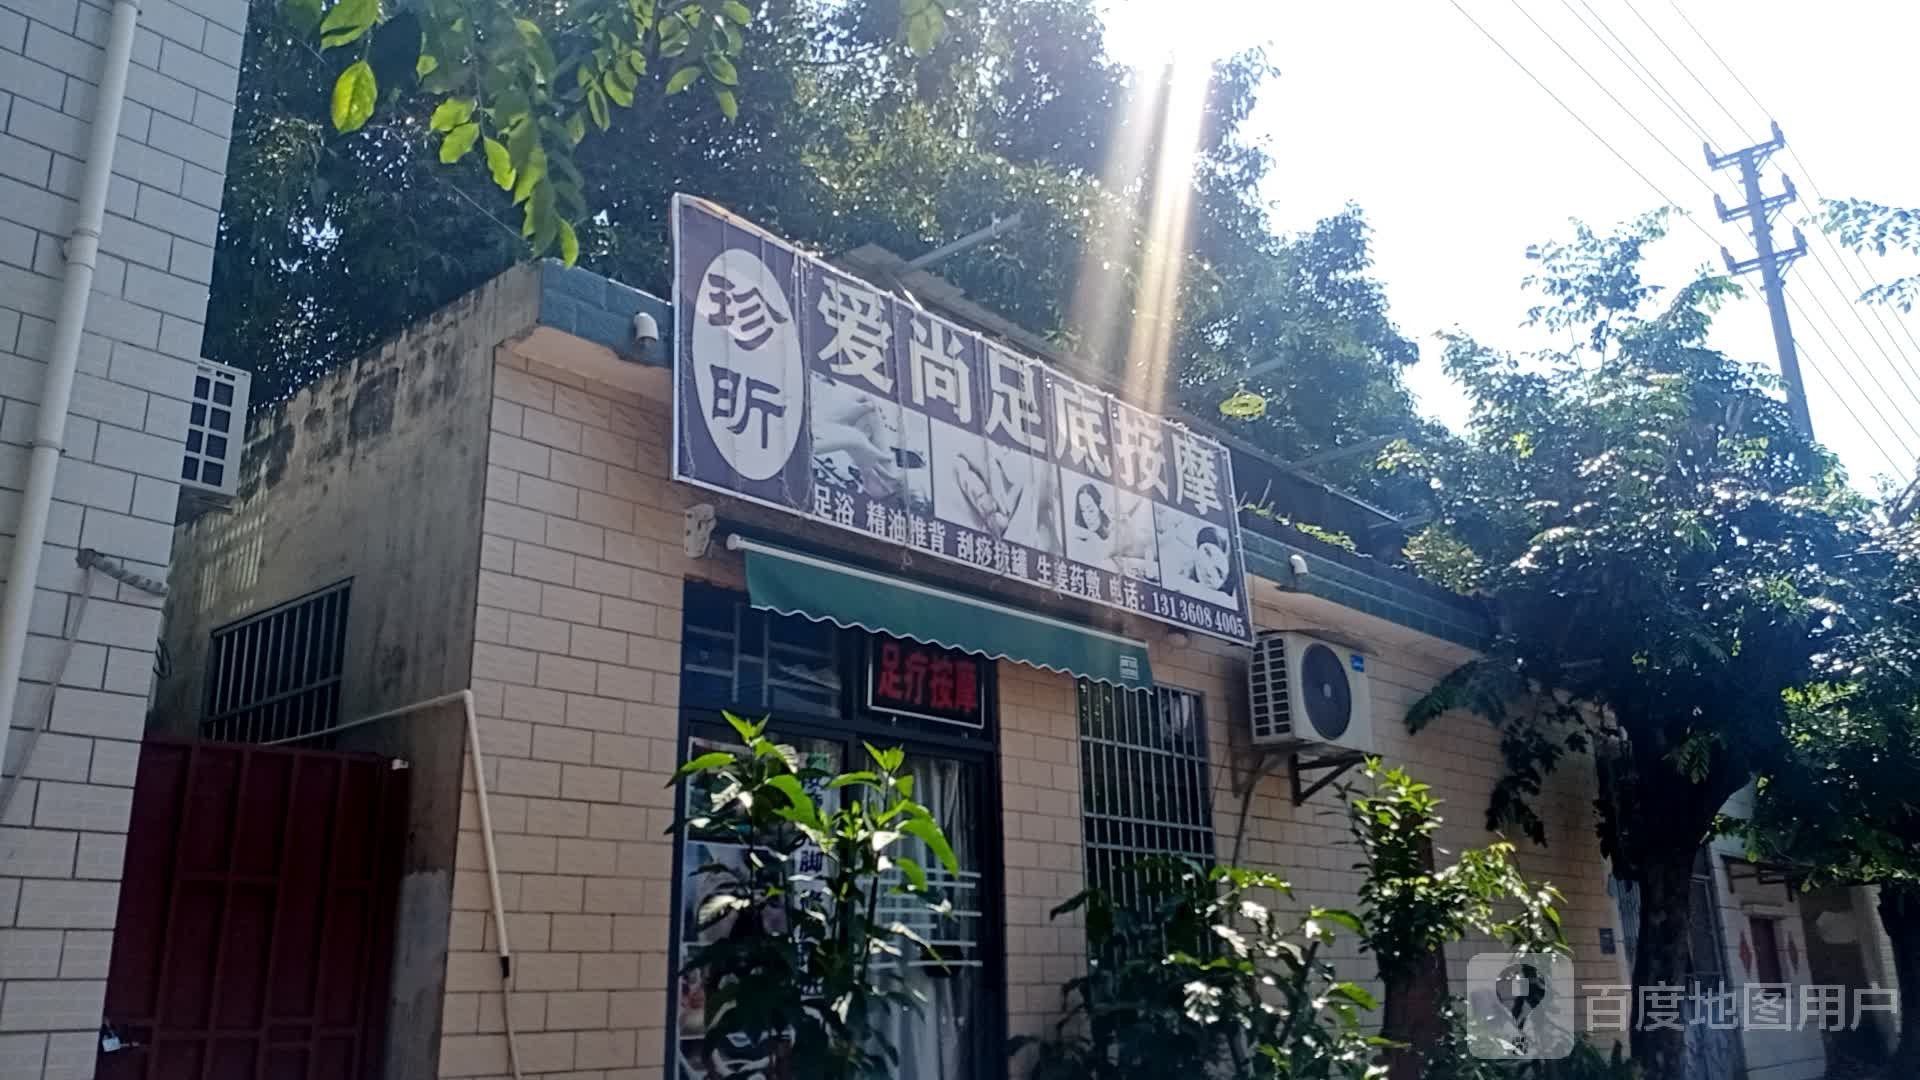 珍昕
爱尚足底按摩
足浴 精油推背 刮痧拔罐 生姜药敷 电话: 131 3608 4005
足疗按摩
脚
百度地图用户